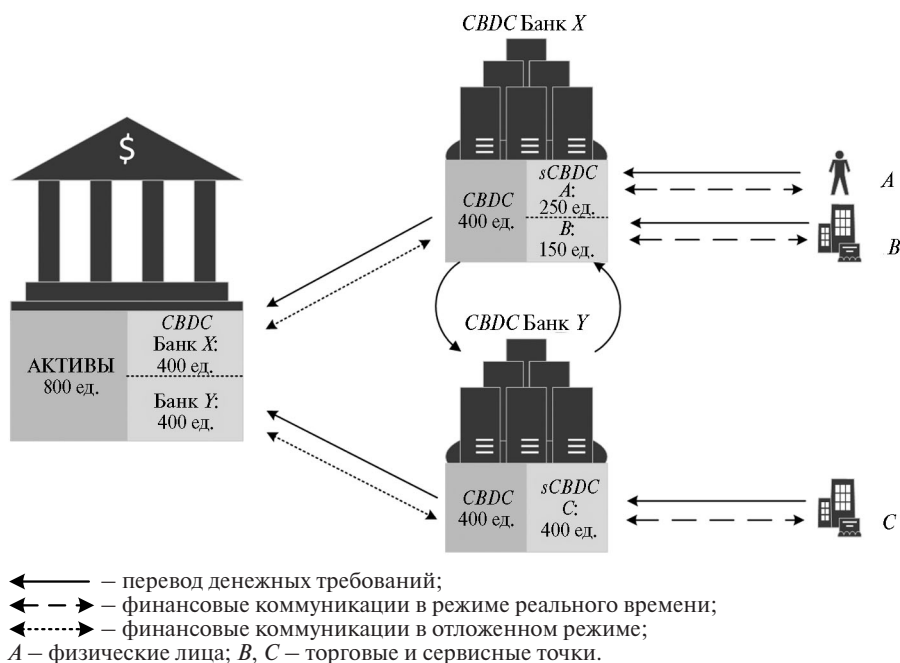 CBDC Банк X
$
CBDC
400 ед.
sCBDC
A:
250 ед.
B:
150 ед.
A
B
АКТИВЫ
800 ед.
CBDC
Банк X:
400 ед.
Банк Y:
400 ед.
CBDC Банк Y
CBDC
400 ед.
sCBDC
C:
400 ед.
C
– перевод денежных требований;
– финансовые коммуникации в режиме реального времени;
– финансовые коммуникации в отложенном режиме;
A – физические лица; B, C – торговые и сервисные точки.